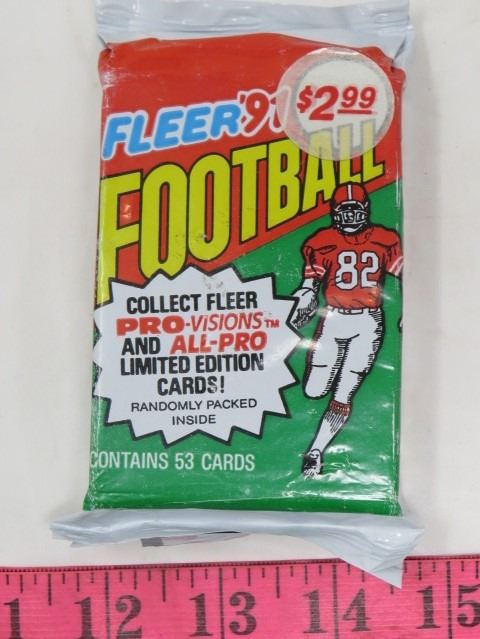 FLEER '91
$2.99
FOOTBALL
82
COLLECT FLEER
PRO-VISIONS™
AND ALL-PRO
LIMITED EDITION
CARDS!
RANDOMLY PACKED
INSIDE
CONTAINS 53 CARDS
11 12 13 14 15